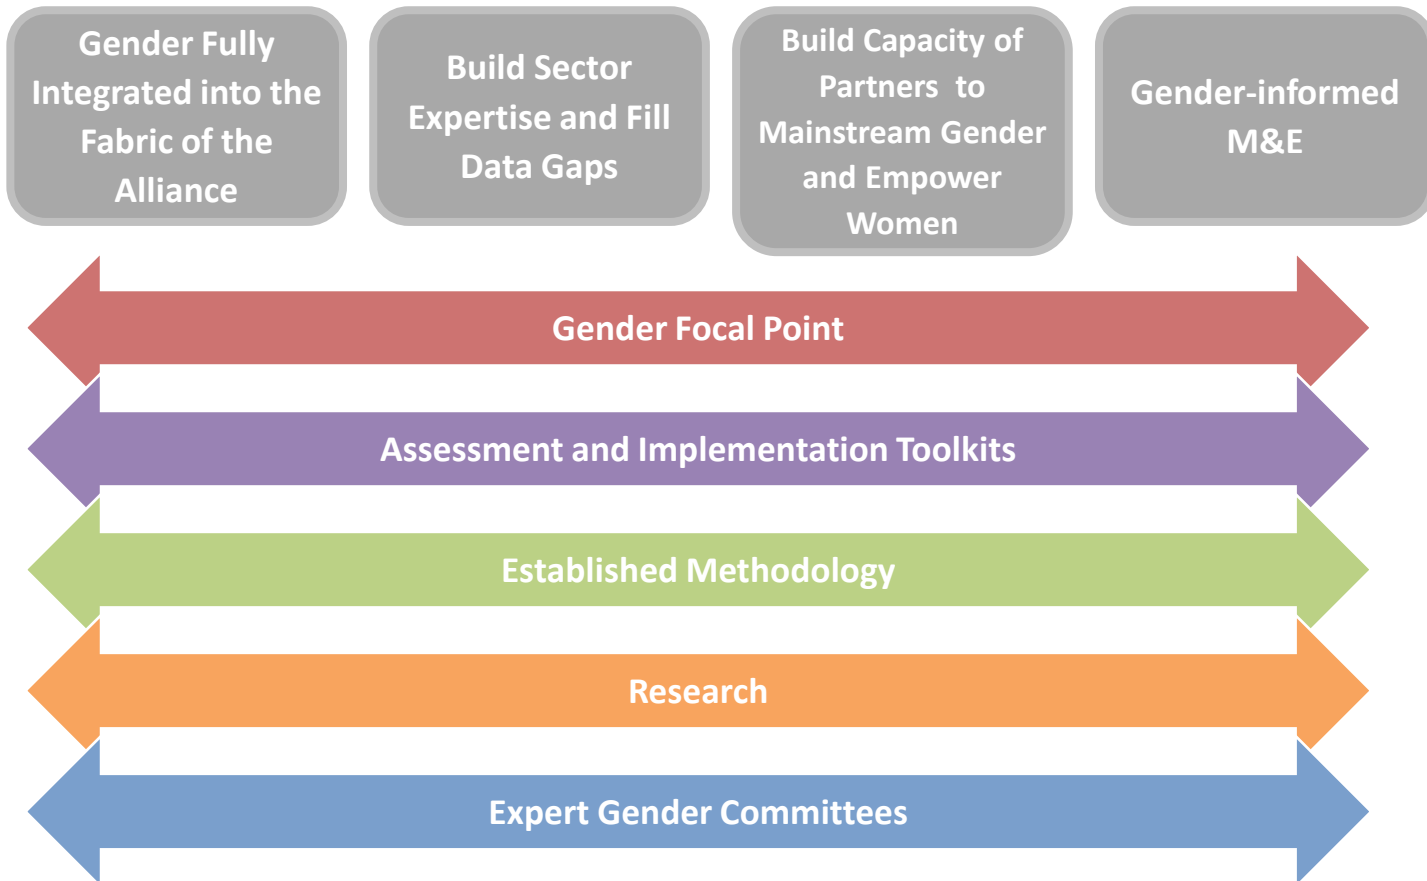 Gender Fully
Integrated into the
Fabric of the
Alliance
Build Sector
Expertise and Fill
Data Gaps
Build Capacity of
Partners to
Mainstream Gender
and Empower
Women
Gender-informed
M&E
Gender Focal Point
Assessment and Implementation Toolkits
Established Methodology
Research
Expert Gender Committees